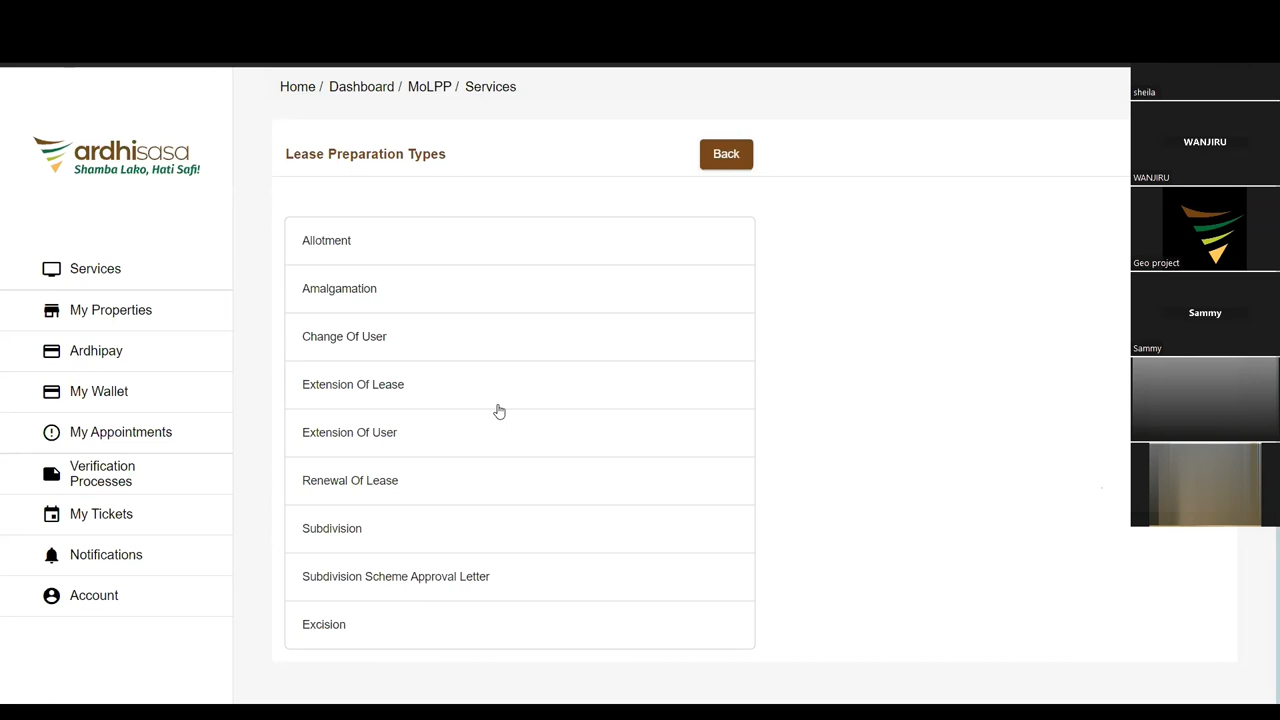 Home / Dashboard / MoLPP / Services
ardhisasa
Shamba Lako, Hati Safi!
Services
My Properties
Ardhipay
My Wallet
My Appointments
Verification
Processes
My Tickets
Notifications
Account
Lease Preparation Types
Back
Allotment
Amalgamation
Change Of User
Extension Of Lease
Extension Of User
Renewal Of Lease
Subdivision
Subdivision Scheme Approval Letter
Excision
sheila
WANJIRU
WANJIRU
Geo project
Sammy
Sammy